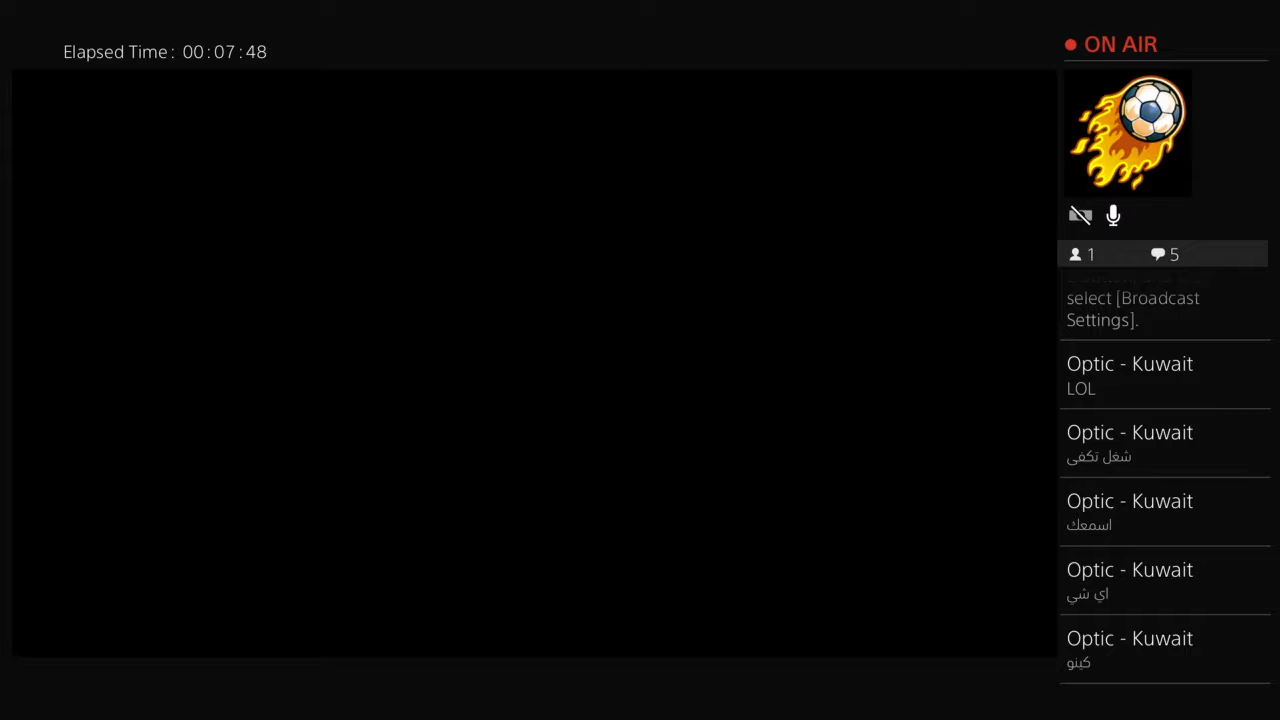 Elapsed Time: 00:07:48
ON AIR
1 5
select [Broadcast
Settings].
Optic - Kuwait
LOL
Optic - Kuwait
شغل تكفى
Optic - Kuwait
اسمعك
Optic - Kuwait
اي شي
Optic - Kuwait
كينو